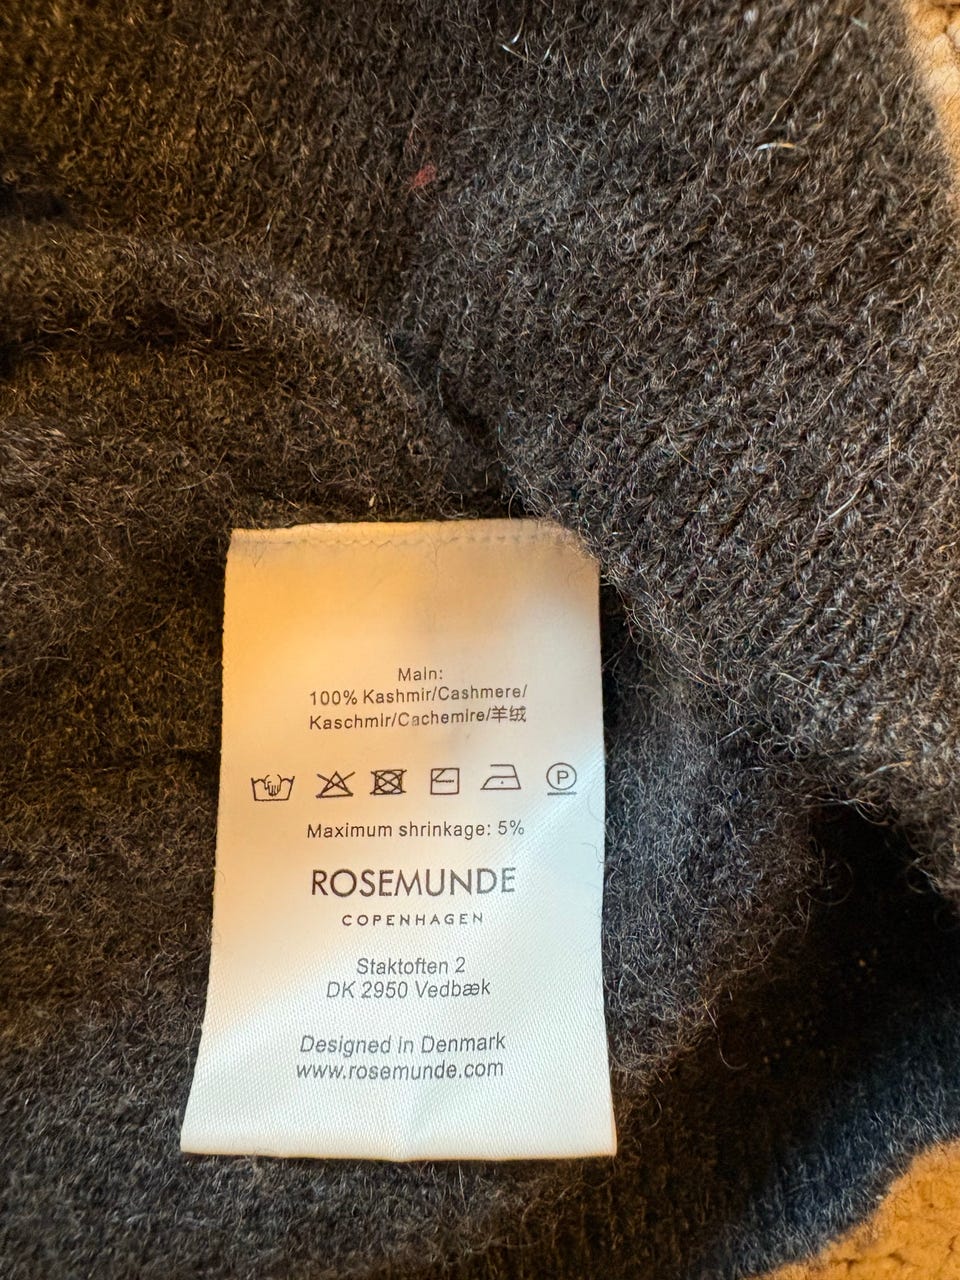 Main:
100% Kashmir/Cashmere/
Kaschmir/Cachemire/羊绒
P
Maximum shrinkage: 5%
ROSEMUNDE
COPENHAGEN
Staktoften 2
DK 2950 Vedbæk
Designed in Denmark
www.rosemunde.com